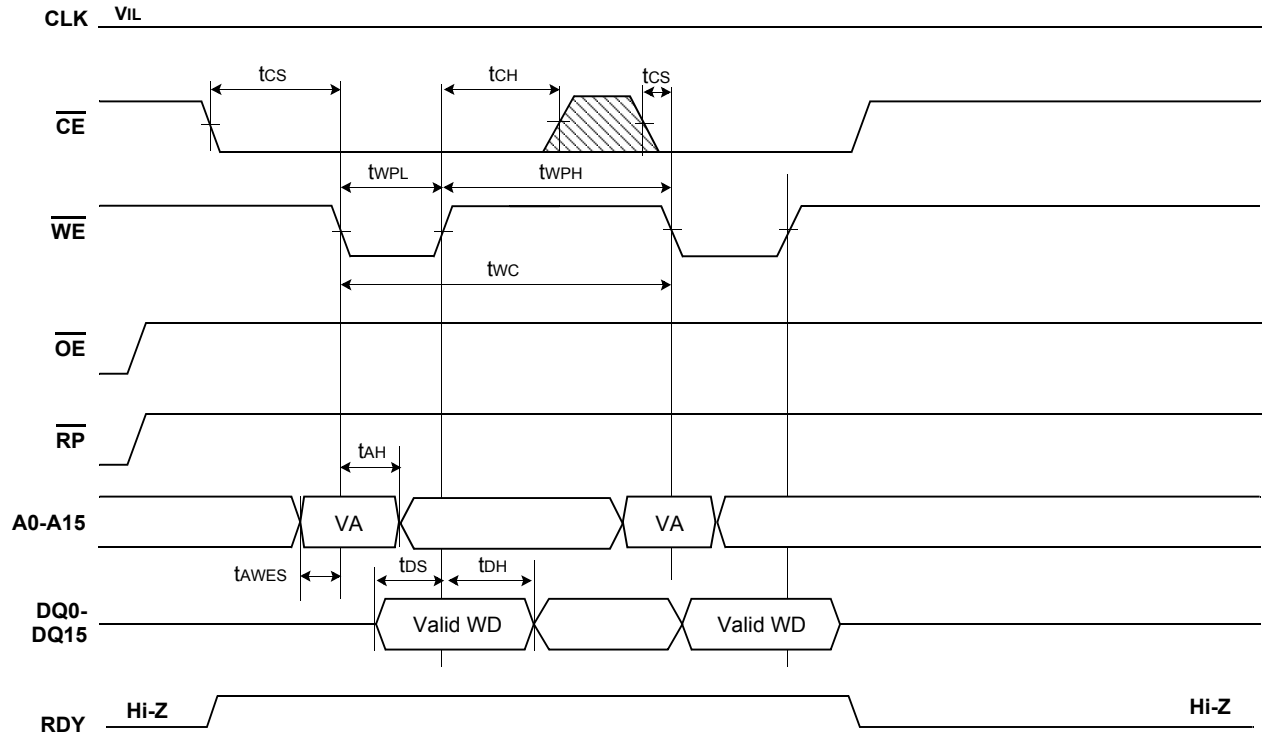 CLK VIL
tCS tCH tCS
CE
tWPL tWPH
WE
tWC
OE
RP
tAH
A0-A15 VA VA
tAWES tDS tDH
DQ0-
DQ15 Valid WD Valid WD
Hi-Z Hi-Z
RDY